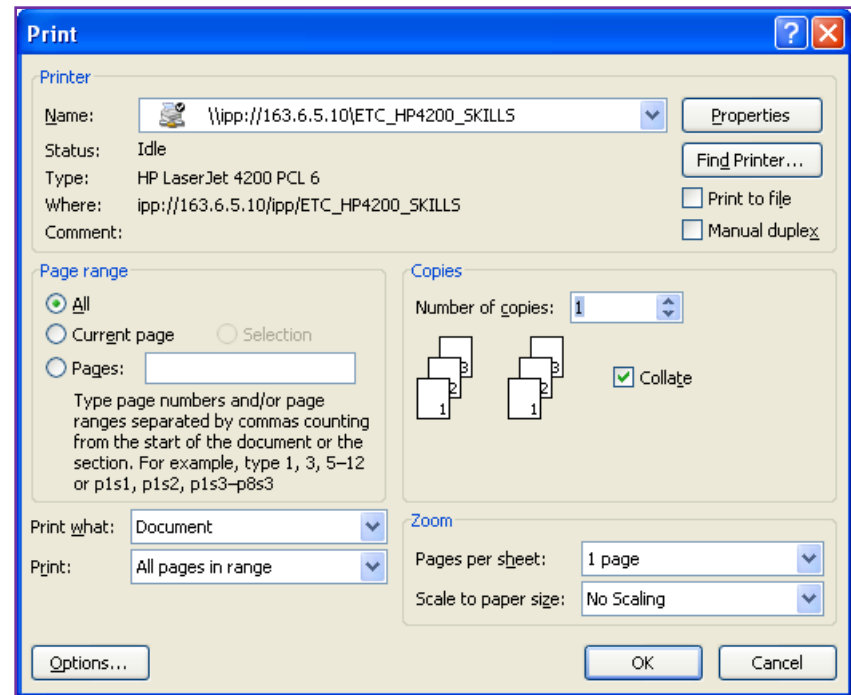 Print
Printer
Name: \\ipp://163.6.5.10\ETC_HP4200_SKILLS Properties
Status: Idle Find Printer...
Type: HP LaserJet 4200 PCL 6
Where: ipp://163.6.5.10/ipp/ETC_HP4200_SKILLS Print to file
Comment: Manual duplex
Page range
All
Current page Selection
Pages:
Type page numbers and/or page
ranges separated by commas counting
from the start of the document or the
section. For example, type 1, 3, 5–12
or p1s1, p1s2, p1s3–p8s3
Copies
Number of copies: 1
3 3
2 2
1 1
Collate
Print what: Document
Print: All pages in range
Zoom
Pages per sheet: 1 page
Scale to paper size: No Scaling
Options... OK Cancel